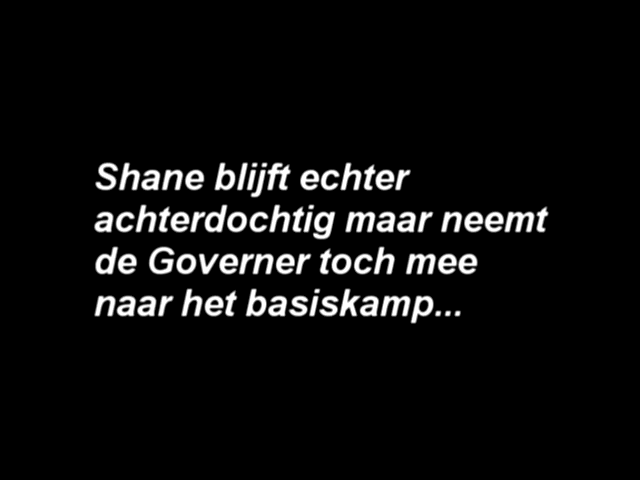 Shane blijft echter
achterdochtig maar neemt
de Governer toch mee
naar het basiskamp...